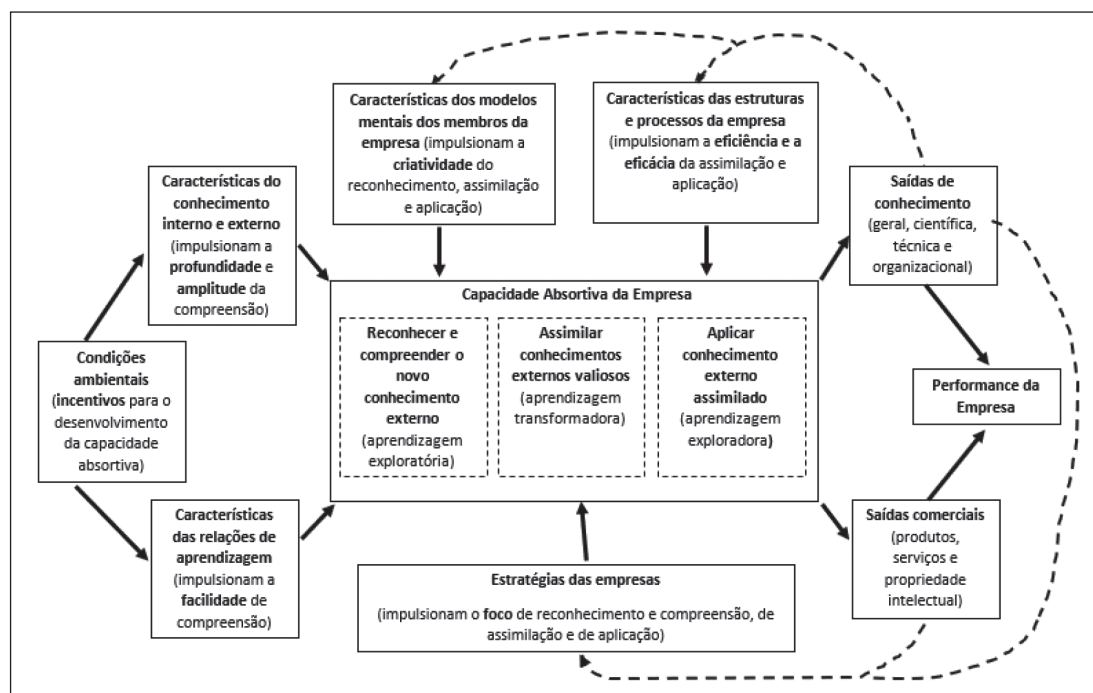 Características dos modelos
mentais dos membros da
empresa (impulsionam a
criatividade do
reconhecimento, assimilação
e aplicação)
Características das estruturas
e processos da empresa
(impulsionam a eficiência e a
eficácia da assimilação e
aplicação)
Características do
conhecimento
interno e externo
(impulsionam a
profundidade e
amplitude da
compreensão)
Saídas de
conhecimento
(geral, científica,
técnica e
organizacional)
Condições
ambientais
(incentivos para o
desenvolvimento
da capacidade
absortiva)
Capacidade Absortiva da Empresa
Reconhecer e
compreender o
novo
conhecimento
externo
(aprendizagem
exploratória)
Assimilar
conhecimentos
externos valiosos
(aprendizagem
transformadora)
Aplicar
conhecimento
externo
assimilado
(aprendizagem
exploradora)
Performance da
Empresa
Características
das relações de
aprendizagem
(impulsionam a
facilidade de
compreensão)
Estratégias das empresas
(impulsionam o foco de reconhecimento e compreensão, de
assimilação e de aplicação)
Saídas comerciais
(produtos,
serviços e
propriedade
intelectual)